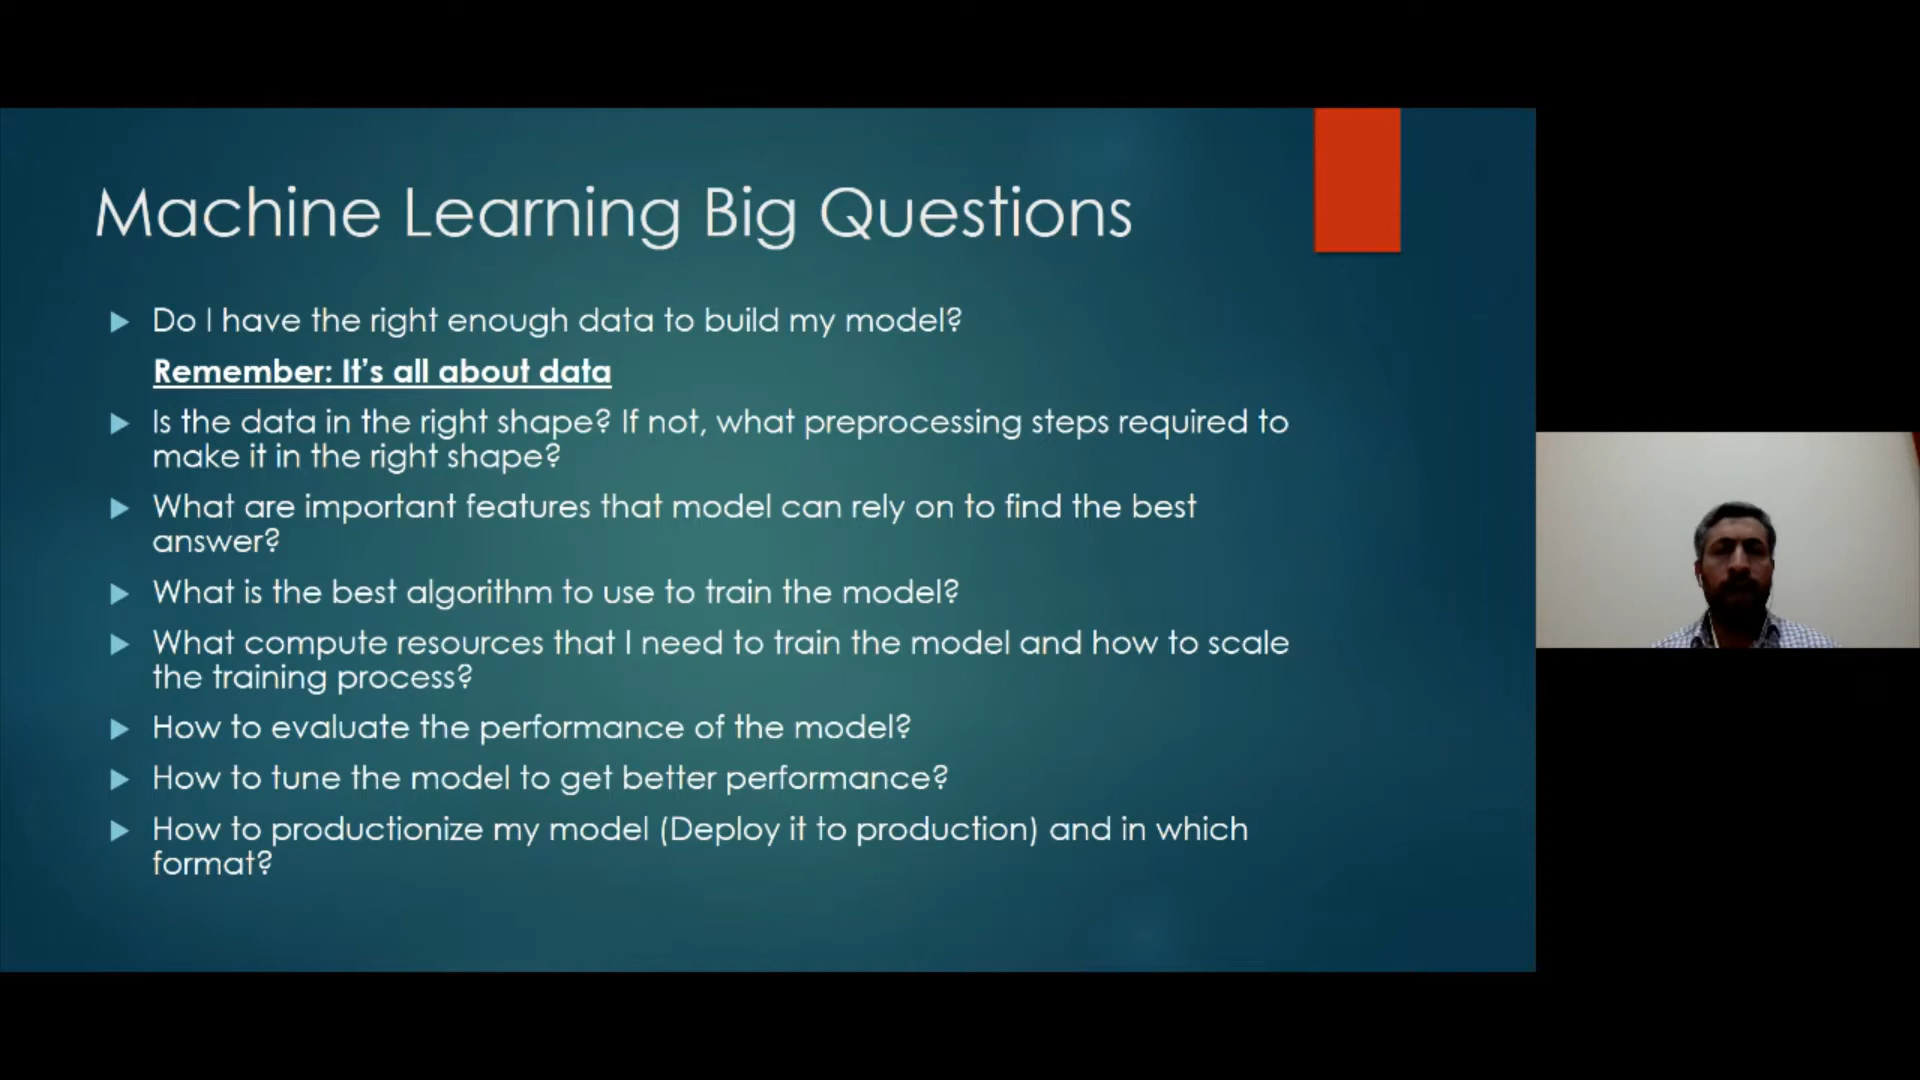 Machine Learning Big Questions
Do I have the right enough data to build my model?
Remember: It's all about data
Is the data in the right shape? If not, what preprocessing steps required to
make it in the right shape?
What are important features that model can rely on to find the best
answer?
What is the best algorithm to use to train the model?
What compute resources that I need to train the model and how to scale
the training process?
How to evaluate the performance of the model?
How to tune the model to get better performance?
How to productionize my model (Deploy it to production) and in which
format?